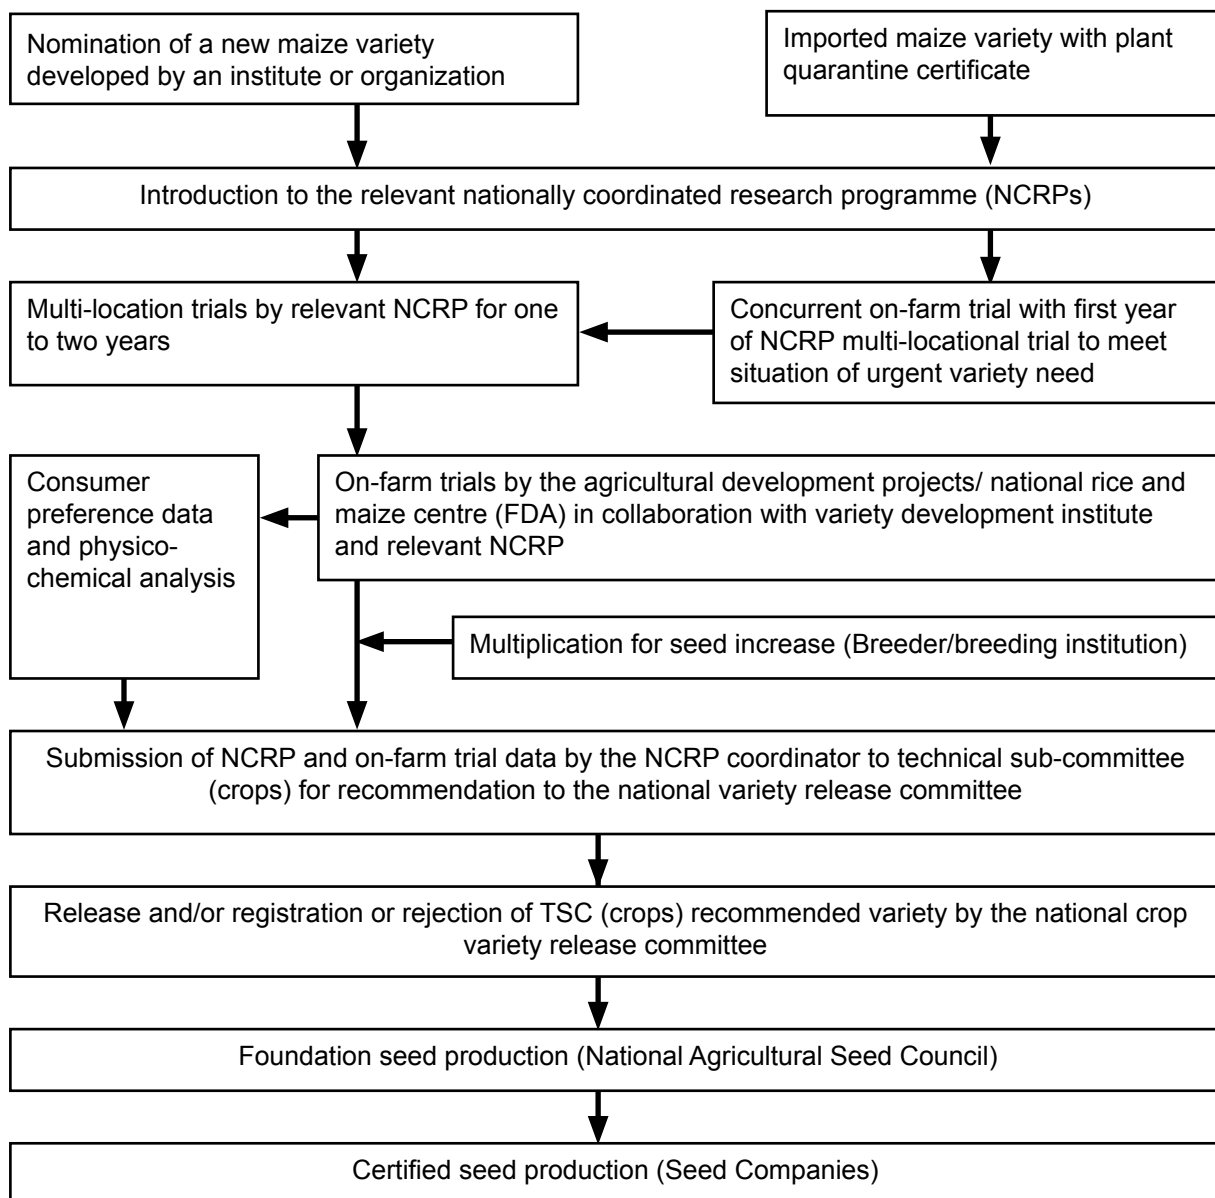 Nomination of a new maize variety
developed by an institute or organization
Imported maize variety with plant
quarantine certificate
Introduction to the relevant nationally coordinated research programme (NCRPs)
Multi-location trials by relevant NCRP for one
to two years
Concurrent on-farm trial with first year
of NCRP multi-locational trial to meet
situation of urgent variety need
Consumer
preference data
and physico-
chemical analysis
On-farm trials by the agricultural development projects/ national rice and
maize centre (FDA) in collaboration with variety development institute
and relevant NCRP
Multiplication for seed increase (Breeder/breeding institution)
Submission of NCRP and on-farm trial data by the NCRP coordinator to technical sub-committee
(crops) for recommendation to the national variety release committee
Release and/or registration or rejection of TSC (crops) recommended variety by the national crop
variety release committee
Foundation seed production (National Agricultural Seed Council)
Certified seed production (Seed Companies)